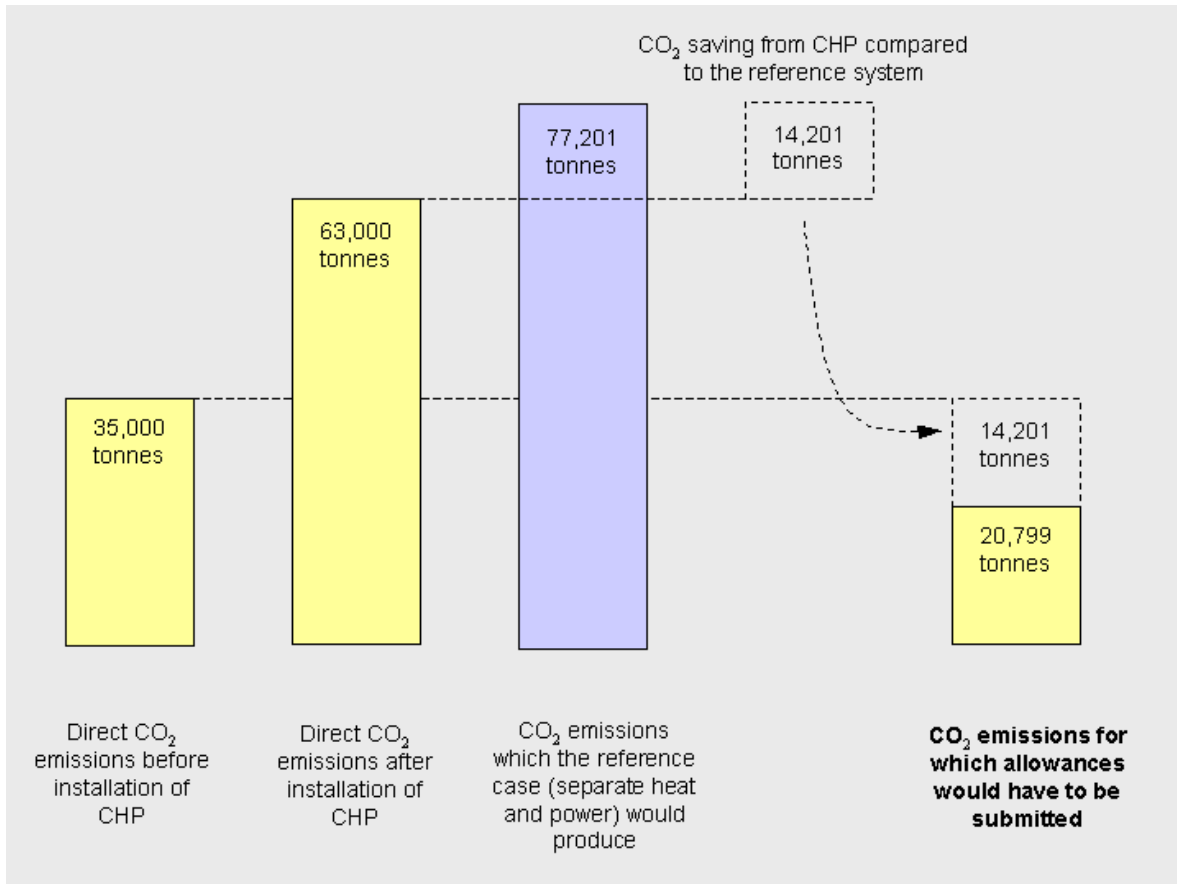 CO₂ saving from CHP compared
to the reference system
77,201
tonnes
14,201
tonnes
63,000
tonnes
35,000
tonnes
14,201
tonnes
20,799
tonnes
Direct CO₂
emissions before
installation of
CHP
Direct CO₂
emissions after
installation of
CHP
CO₂ emissions
which the reference
case (separate heat
and power) would
produce
CO₂ emissions for
which allowances
would have to be
submitted